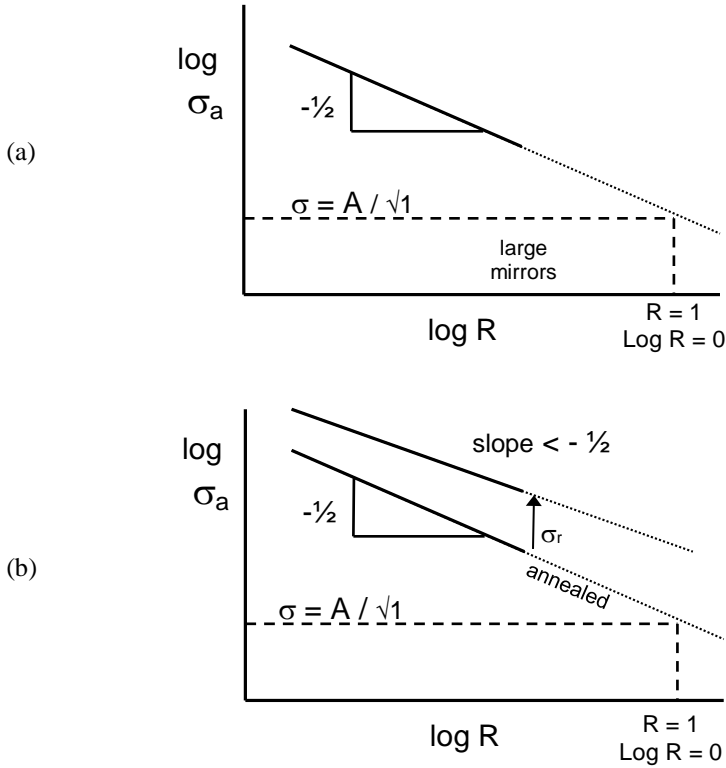 (a)
log
σa
-½
σ = A / √1
large
mirrors
log R
R = 1
Log R = 0
(b)
log
σa
slope < - ½
-½
σr
annealed
σ = A / √1
log R
R = 1
Log R = 0